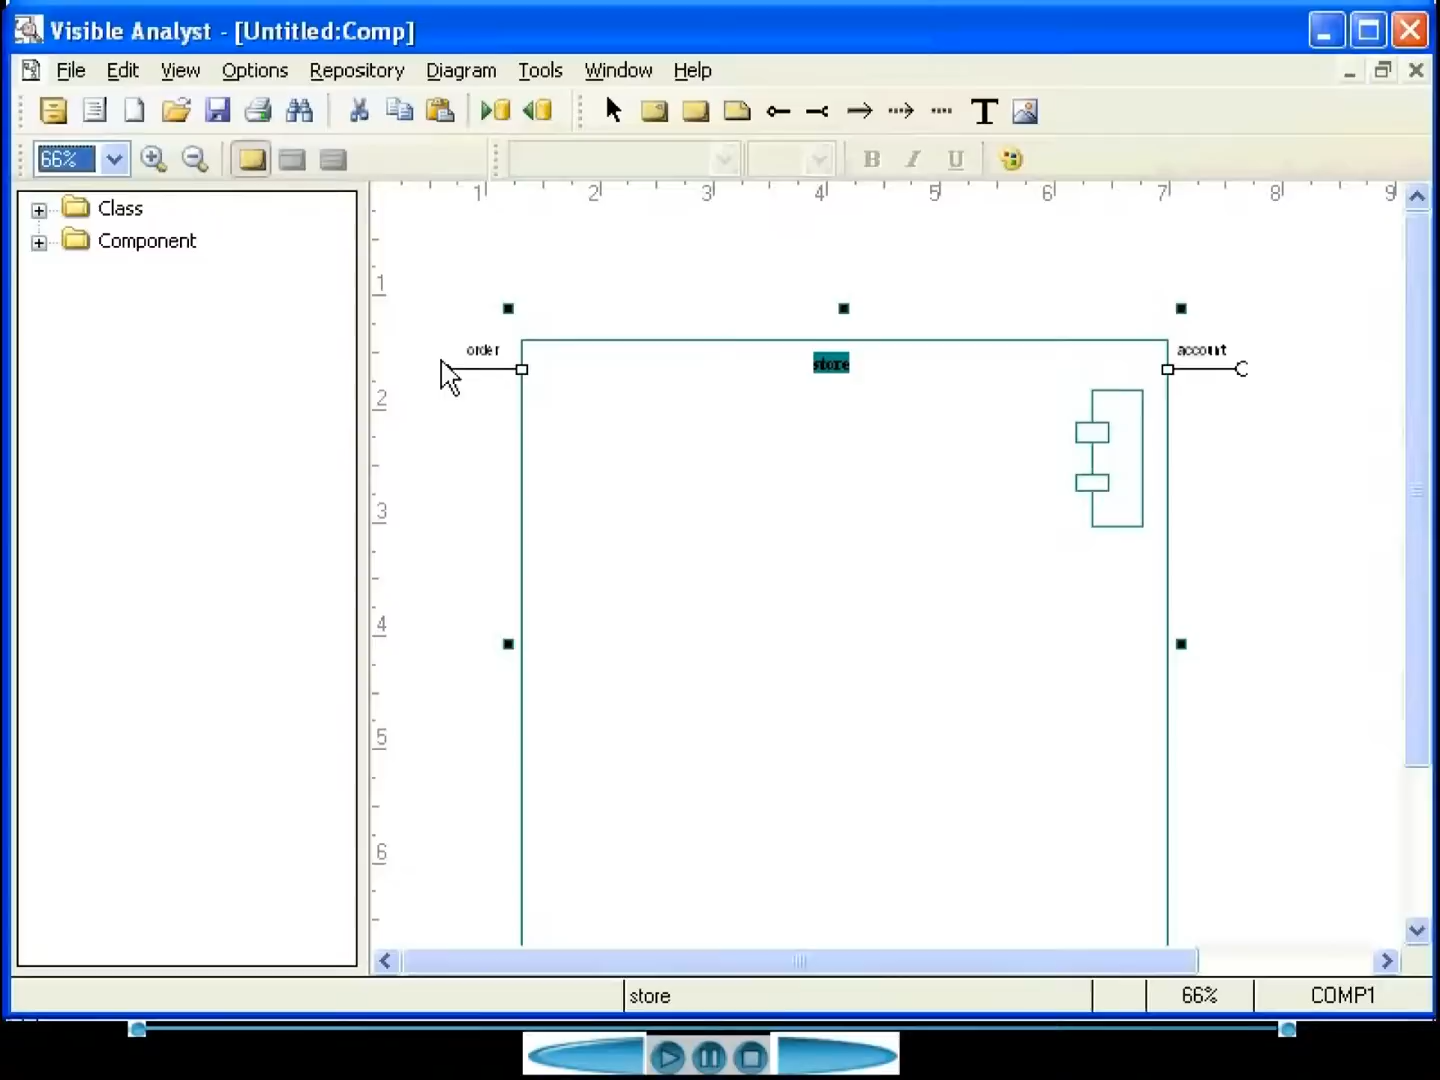 Visible Analyst - [Untitled:Comp]
File Edit View Options Repository Diagram Tools Window Help
T
66% B I U
Class
Component
1 2 3 4 5 6 7 8 9
1
2
3
4
5
6
order
store
account
store 66% COMP1